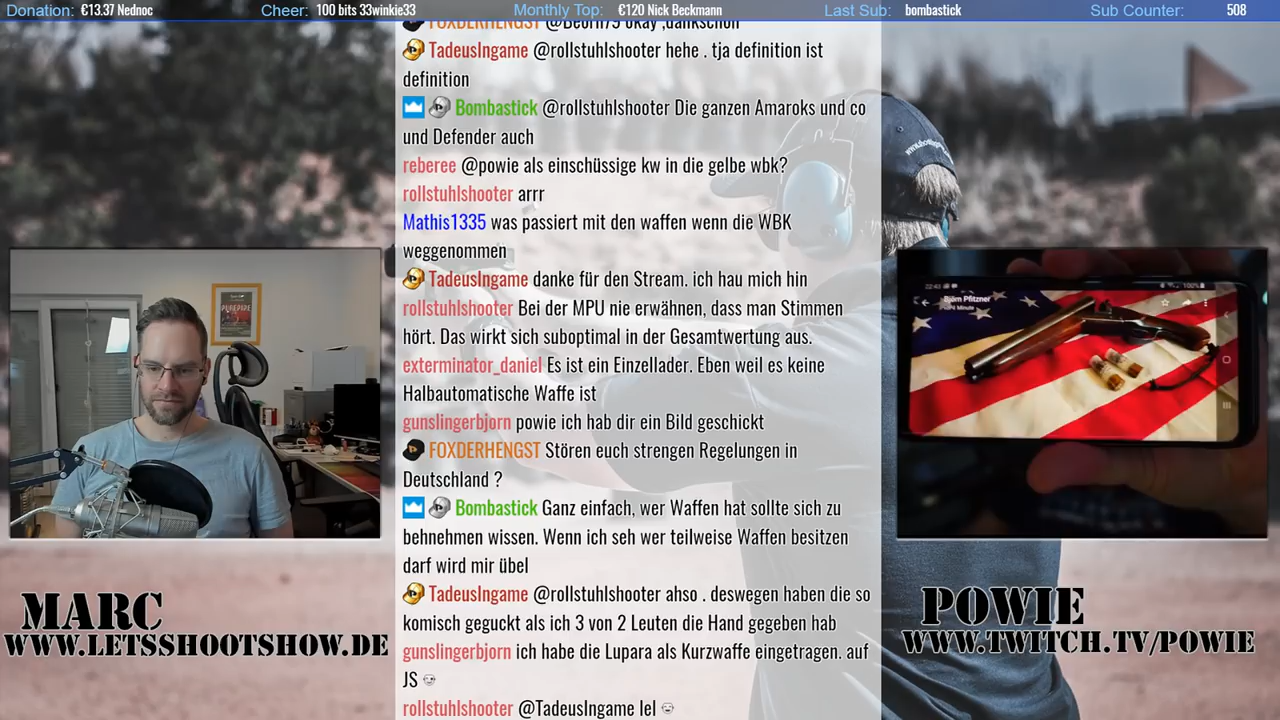 Donation: €13.37 Nednoc Cheer: 100 bits 33winkie33 Monthly Top: €120 Nick Beckmann Last Sub: bombastick Sub Counter: 508
FOXDERHENGST @Beorn75 okay ,dankschön
TadeusIngame @rollstuhlshooter hehe . tja definition ist
definition
Bombastick @rollstuhlshooter Die ganzen Amaroks und co
und Defender auch
reberee @powie als einschüssige kw in die gelbe wbk?
rollstuhlshooter arrr
Mathis1335 was passiert mit den waffen wenn die WBK
weggenommen
TadeusIngame danke für den Stream. ich hau mich hin
rollstuhlshooter Bei der MPU nie erwähnen, dass man Stimmen
hört. Das wirkt sich suboptimal in der Gesamtwertung aus.
exterminator_daniel Es ist ein Einzellader. Eben weil es keine
Halbautomatische Waffe ist
gunslingerbjorn powie ich hab dir ein Bild geschickt
FOXDERHENGST Stören euch strengen Regelungen in
Deutschland ?
Bombastick Ganz einfach, wer Waffen hat sollte sich zu
behnehmen wissen. Wenn ich seh wer teilweise Waffen besitzen
darf wird mir übel
TadeusIngame @rollstuhlshooter ahso . deswegen haben die so
komisch geguckt als ich 3 von 2 Leuten die Hand gegeben hab
gunslingerbjorn ich habe die Lupara als Kurzwaffe eingetragen. auf
JS
rollstuhlshooter @TadeusIngame lel
MARC
WWW.LETSSHOOTSHOW.DE
22:43 100%
Björn Pfitzner
POWIE
WWW.TWITCH.TV/POWIE